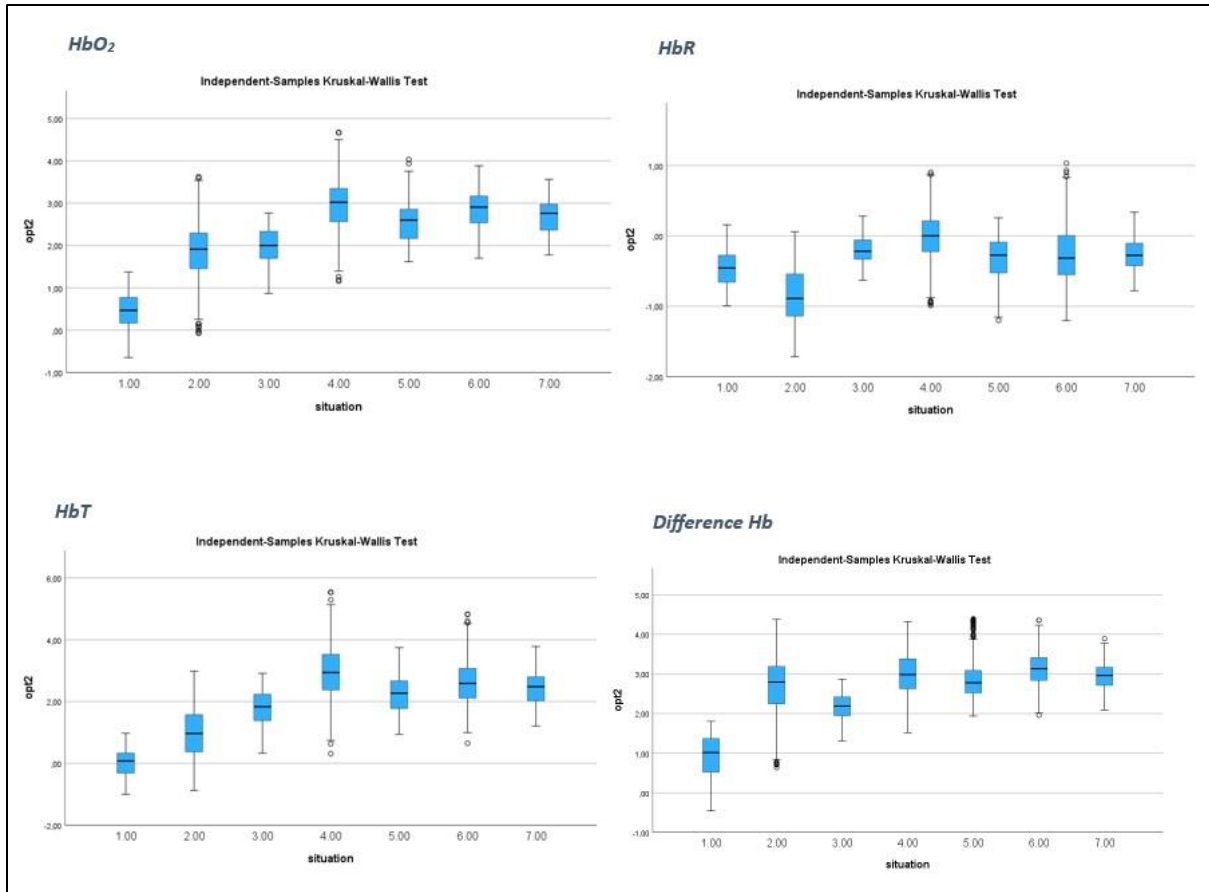 HbO₂
Independent-Samples Kruskal-Wallis Test
5,00
4,00
3,00
2,00
1,00
,00
-1,00
opt2
1.00 2.00 3.00 4.00 5.00 6.00 7.00
situation
HbR
Independent-Samples Kruskal-Wallis Test
1,00
,00
-1,00
-2,00
opt2
1.00 2.00 3.00 4.00 5.00 6.00 7.00
situation
HbT
Independent-Samples Kruskal-Wallis Test
6,00
4,00
2,00
,00
-2,00
opt2
1.00 2.00 3.00 4.00 5.00 6.00 7.00
situation
Difference Hb
Independent-Samples Kruskal-Wallis Test
5,00
4,00
3,00
2,00
1,00
,00
-1,00
opt2
1.00 2.00 3.00 4.00 5.00 6.00 7.00
situation